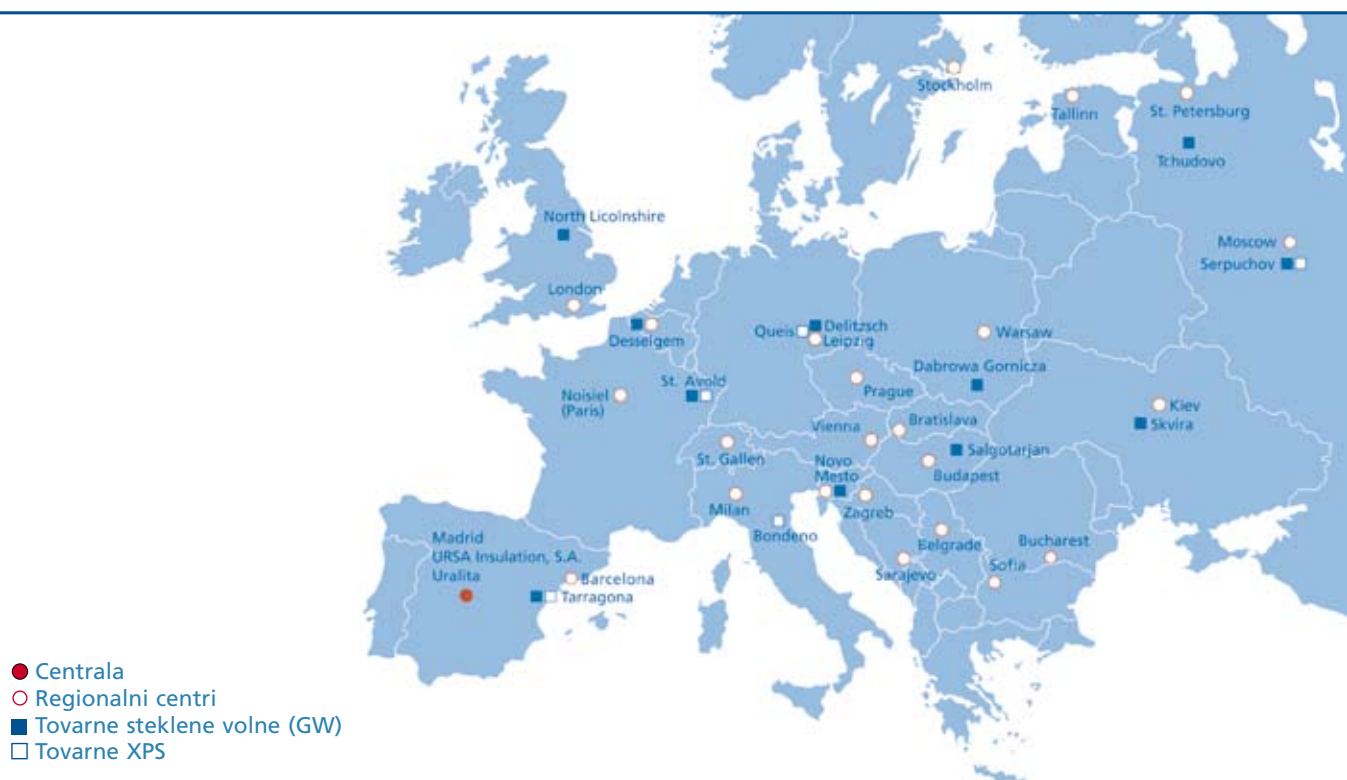 Stockholm
Tallinn
St. Petersburg
Tchudovo
North Licolnshire
Moscow
Serpuchov
London
Desselgem
Queis
Delitzsch
Leipzig
Warsaw
Dabrowa Gornicza
Prague
St. Avold
Noisiel
(Paris)
Kiev
Skvira
Bratislava
Vienna
Salgotarjan
St. Gallen
Novo
Mesto
Budapest
Milan
Zagreb
Bondeno
Belgrade
Bucharest
Sarajevo
Sofia
Madrid
URSA Insulation, S.A.
Uralita
Barcelona
Tarragona
Centrala
Regionalni centri
Tovarne steklene volne (GW)
Tovarne XPS